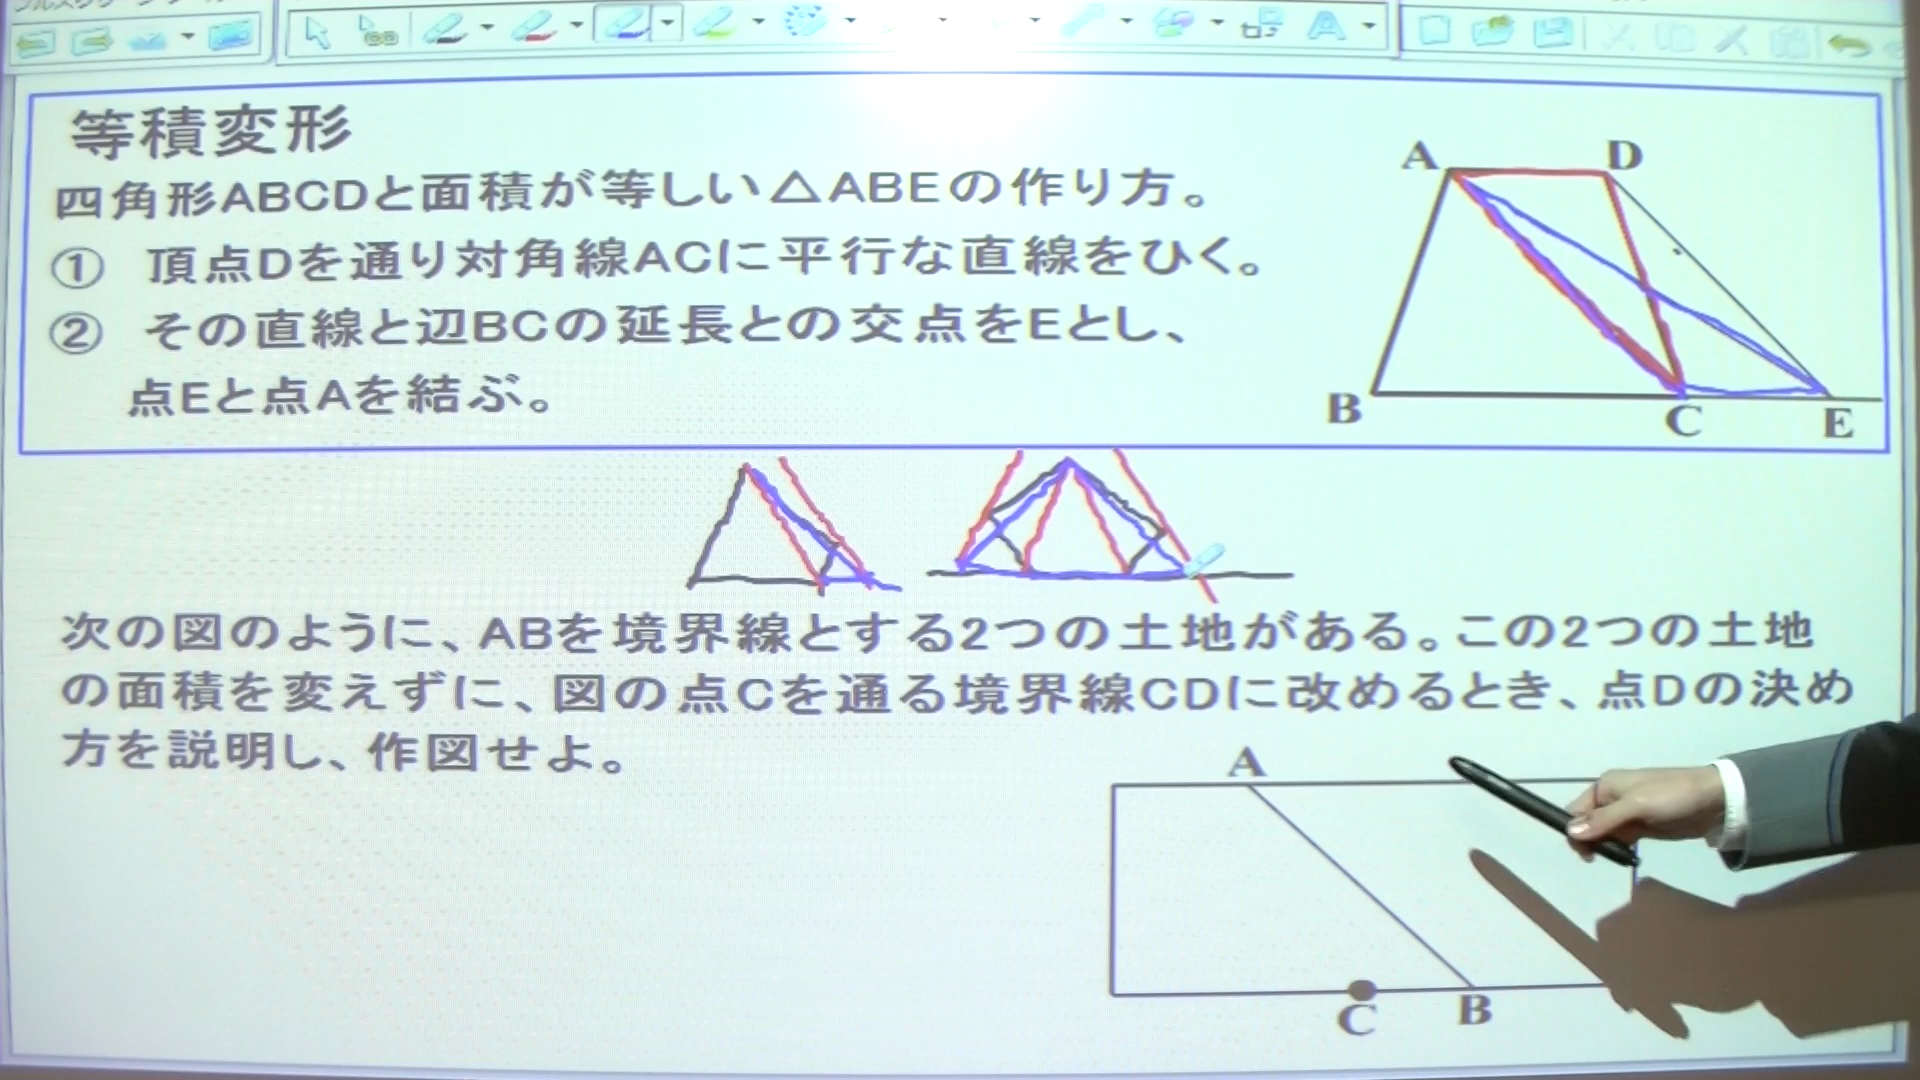 等積変形
四角形ABCDと面積が等しい△ABEの作り方。
① 頂点Dを通り対角線ACに平行な直線をひく。
② その直線と辺BCの延長との交点をEとし、
点Eと点Aを結ぶ。
A D
B C E
次の図のように、ABを境界線とする2つの土地がある。この2つの土地
の面積を変えずに、図の点Cを通る境界線CDに改めるとき、点Dの決め
方を説明し、作図せよ。
A
C B